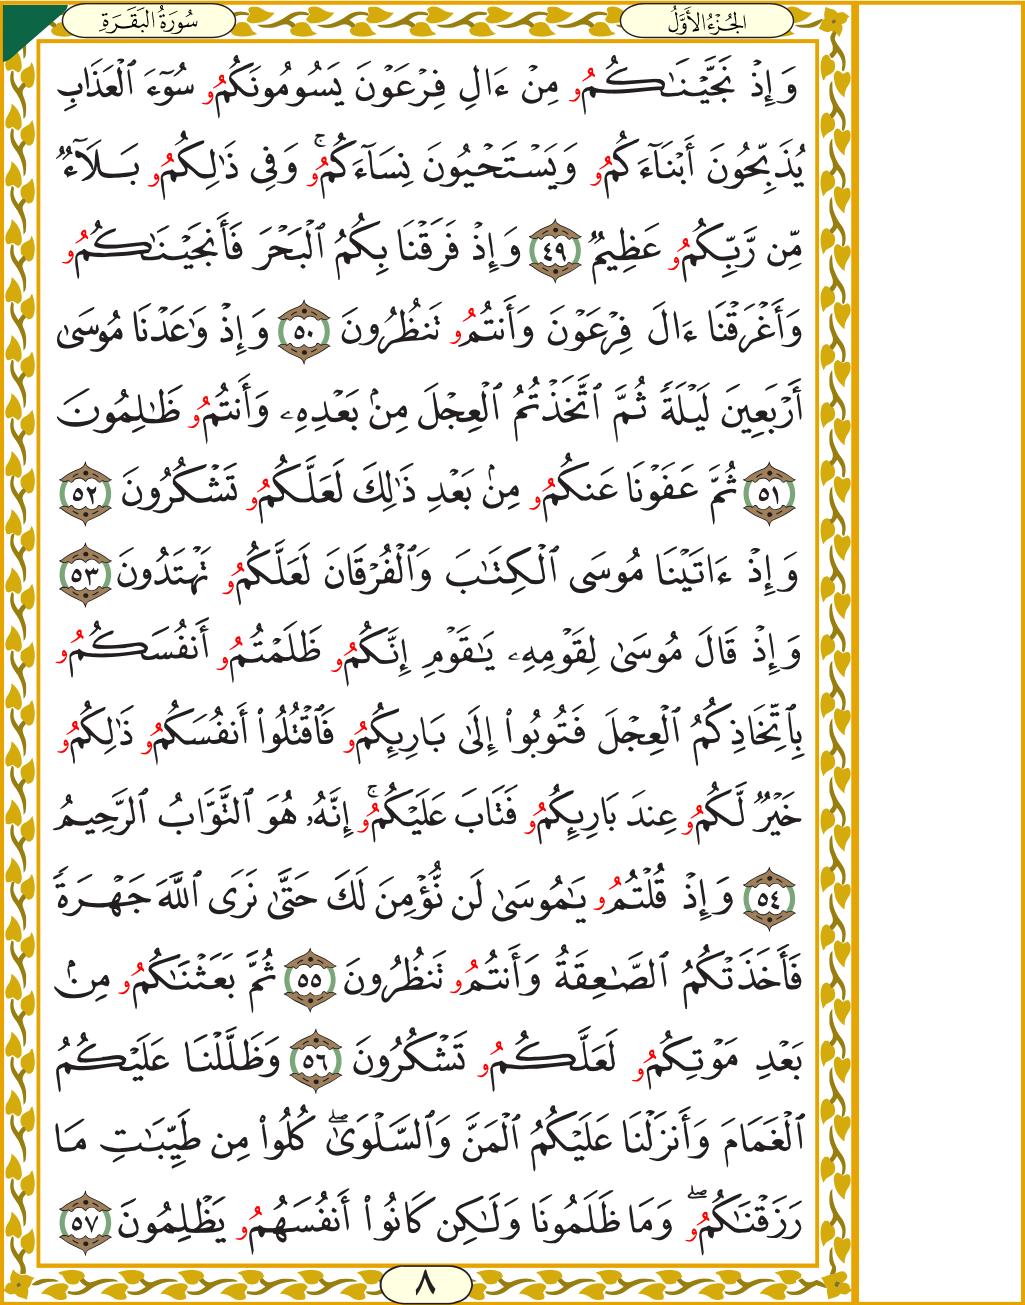 الجُزْءُ الأَوَّلُ
سُورَةُ البَقَرَةِ
وَإِذْ نَجَّيْنَـٰكُمُۥ مِنْ ءَالِ فِرْعَوْنَ يَسُومُونَكُمُۥ سُوٓءَ ٱلْعَذَابِ
يُذَبِّحُونَ أَبْنَآءَكُمُۥ وَيَسْتَحْيُونَ نِسَآءَكُمُۥۚ وَفِى ذَٰلِكُمُۥ بَلَآءٌ
مِّن رَّبِّكُمُۥ عَظِيمٌ ٤٩ وَإِذْ فَرَقْنَا بِكُمُ ٱلْبَحْرَ فَأَنجَيْنَـٰكُمُۥ
وَأَغْرَقْنَا ءَالَ فِرْعَوْنَ وَأَنتُمُۥ تَنظُرُونَ ٥٠ وَإِذْ وَٰعَدْنَا مُوسَىٰ
أَرْبَعِينَ لَيْلَةً ثُمَّ ٱتَّخَذْتُمُ ٱلْعِجْلَ مِنۢ بَعْدِهِۦ وَأَنتُمُۥ ظَـٰلِمُونَ
٥١ ثُمَّ عَفَوْنَا عَنكُمُۥ مِنۢ بَعْدِ ذَٰلِكَ لَعَلَّكُمُۥ تَشْكُرُونَ ٥٢
وَإِذْ ءَاتَيْنَا مُوسَى ٱلْكِتَـٰبَ وَٱلْفُرْقَانَ لَعَلَّكُمُۥ تَهْتَدُونَ ٥٣
وَإِذْ قَالَ مُوسَىٰ لِقَوْمِهِۦ يَـٰقَوْمِ إِنَّكُمُۥ ظَلَمْتُمُۥ أَنفُسَكُمُۥ
بِٱتِّخَاذِكُمُ ٱلْعِجْلَ فَتُوبُوا۟ إِلَىٰ بَارِئِكُمُۥ فَٱقْتُلُوا۟ أَنفُسَكُمُۥ ذَٰلِكُمُۥ
خَيْرٌ لَّكُمُۥ عِندَ بَارِئِكُمُۥ فَتَابَ عَلَيْكُمُۥۚ إِنَّهُۥ هُوَ ٱلتَّوَّابُ ٱلرَّحِيمُ
٥٤ وَإِذْ قُلْتُمُۥ يَـٰمُوسَىٰ لَن نُّؤْمِنَ لَكَ حَتَّىٰ نَرَى ٱللَّهَ جَهْرَةً
فَأَخَذَتْكُمُ ٱلصَّـٰعِقَةُ وَأَنتُمُۥ تَنظُرُونَ ٥٥ ثُمَّ بَعَثْنَـٰكُمُۥ مِنۢ
بَعْدِ مَوْتِكُمُۥ لَعَلَّكُمُۥ تَشْكُرُونَ ٥٦ وَظَلَّلْنَا عَلَيْكُمُ
ٱلْغَمَامَ وَأَنزَلْنَا عَلَيْكُمُ ٱلْمَنَّ وَٱلسَّلْوَىٰۖ كُلُوا۟ مِن طَيِّبَـٰتِ مَا
رَزَقْنَـٰكُمُۥۖ وَمَا ظَلَمُونَا وَلَـٰكِن كَانُوٓا۟ أَنفُسَهُمُۥ يَظْلِمُونَ ٥٧
٨